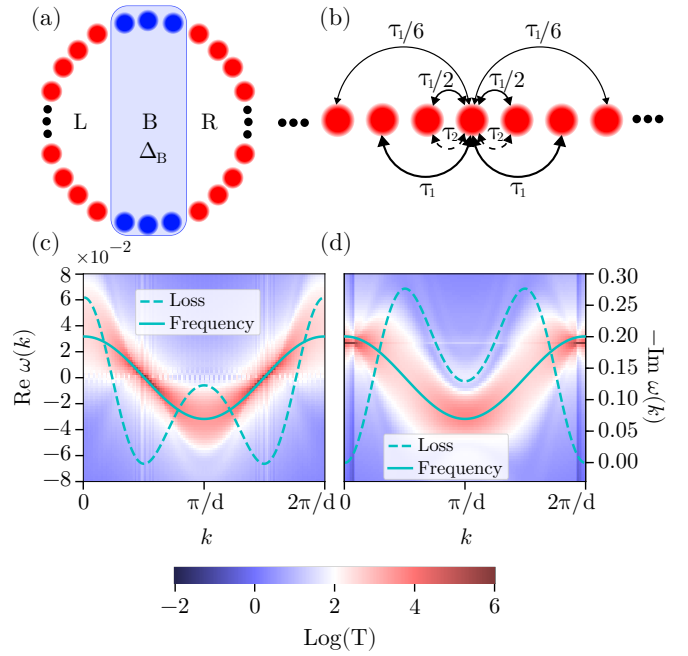 (a)
L
B
R
Δ_B
(b)
τ₁/6
τ₁/6
τ₁/2
τ₁/2
τ₂
τ₂
τ₁
τ₁
(c)
×10⁻²
8
6
4
2
0
−2
−4
−6
−8
Re ω(k)
Loss
Frequency
0
π/d
2π/d
k
(d)
Loss
Frequency
0
π/d
2π/d
k
0.30
0.25
0.20
0.15
0.10
0.05
0.00
−Im ω(k)
−2
0
2
4
6
Log(T)